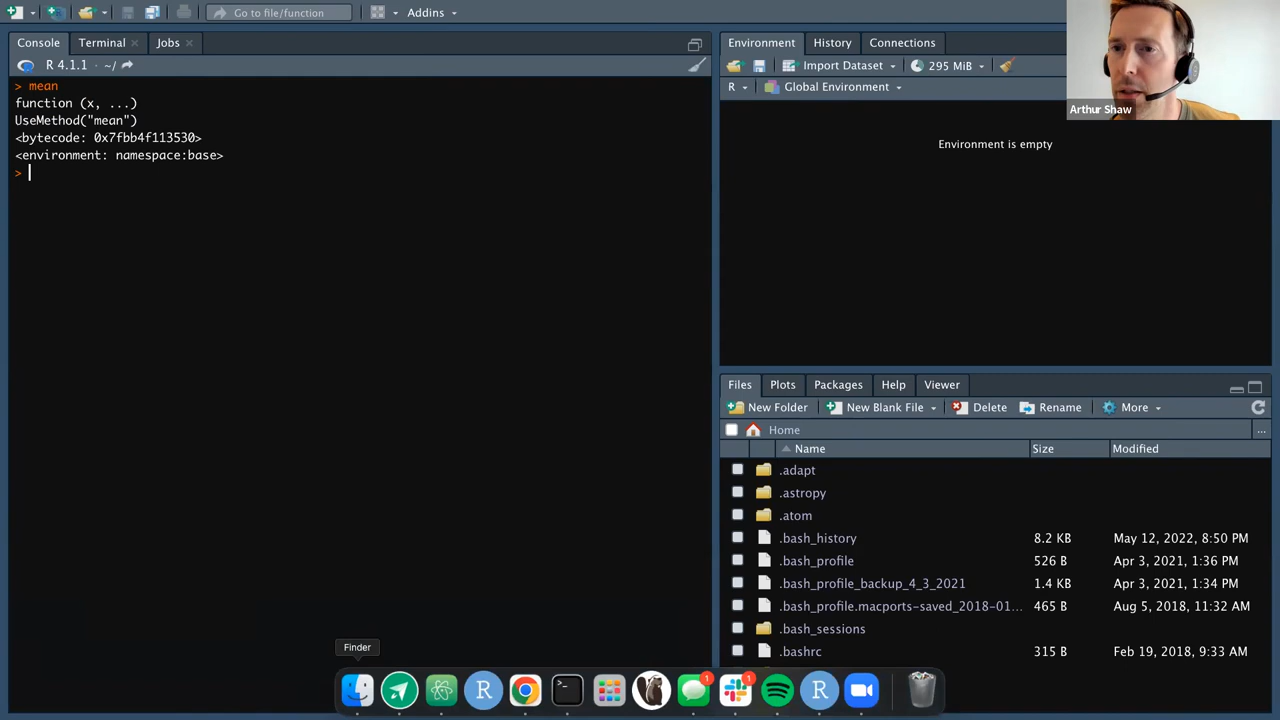 Go to file/function
Addins
Console
Terminal
Jobs
R 4.1.1 · ~/
> mean
function (x, ...)
UseMethod("mean")
<bytecode: 0x7fbb4f113530>
<environment: namespace:base>
>
Environment
History
Connections
Import Dataset
295 MiB
R
Global Environment
Environment is empty
Arthur Shaw
Files
Plots
Packages
Help
Viewer
New Folder
New Blank File
Delete
Rename
More
Home
...
Name
Size
Modified
.adapt
.astropy
.atom
.bash_history 8.2 KB May 12, 2022, 8:50 PM
.bash_profile 526 B Apr 3, 2021, 1:36 PM
.bash_profile_backup_4_3_2021 1.4 KB Apr 3, 2021, 1:34 PM
.bash_profile.macports-saved_2018-01... 465 B Aug 5, 2018, 11:32 AM
.bash_sessions
.bashrc 315 B Feb 19, 2018, 9:33 AM
Finder
R
>_
1
1
R